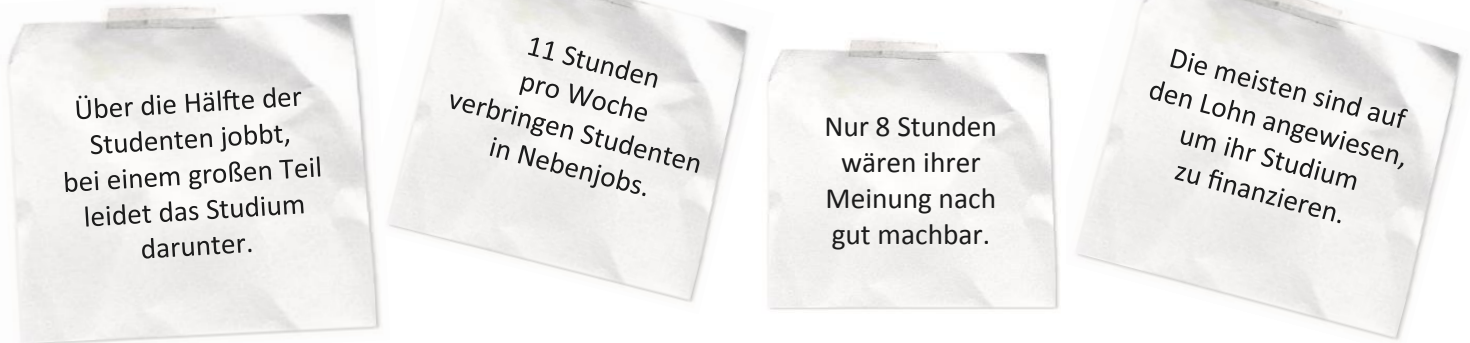 Über die Hälfte der
Studenten jobbt,
bei einem großen Teil
leidet das Studium
darunter.
11 Stunden
pro Woche
verbringen Studenten
in Nebenjobs.
Nur 8 Stunden
wären ihrer
Meinung nach
gut machbar.
Die meisten sind auf
den Lohn angewiesen,
um ihr Studium
zu finanzieren.